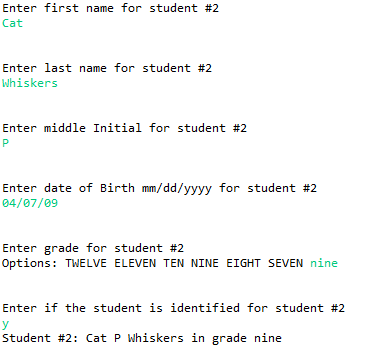 Enter first name for student #2
Cat
Enter last name for student #2
Whiskers
Enter middle Initial for student #2
P
Enter date of Birth mm/dd/yyyy for student #2
04/07/09
Enter grade for student #2
Options: TWELVE ELEVEN TEN NINE EIGHT SEVEN nine
Enter if the student is identified for student #2
y
Student #2: Cat P Whiskers in grade nine